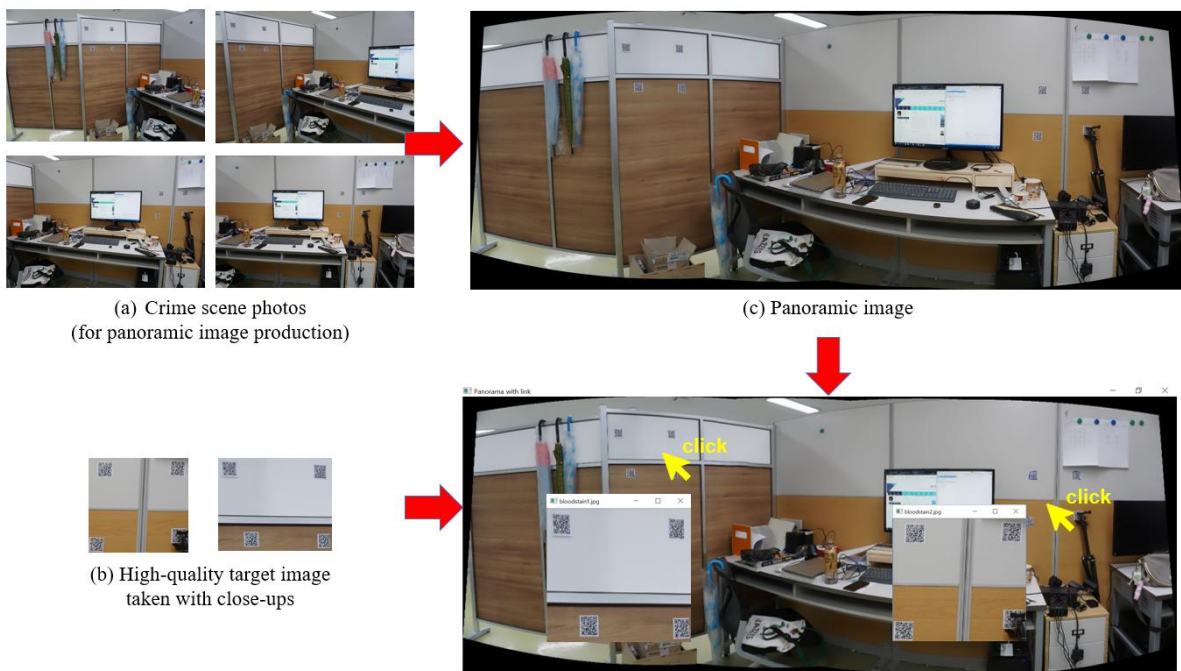 (a) Crime scene photos
(for panoramic image production)
(c) Panoramic image
(b) High-quality target image
taken with close-ups
Panorama with link
click
click
bloodstain1.jpg
bloodstain2.jpg